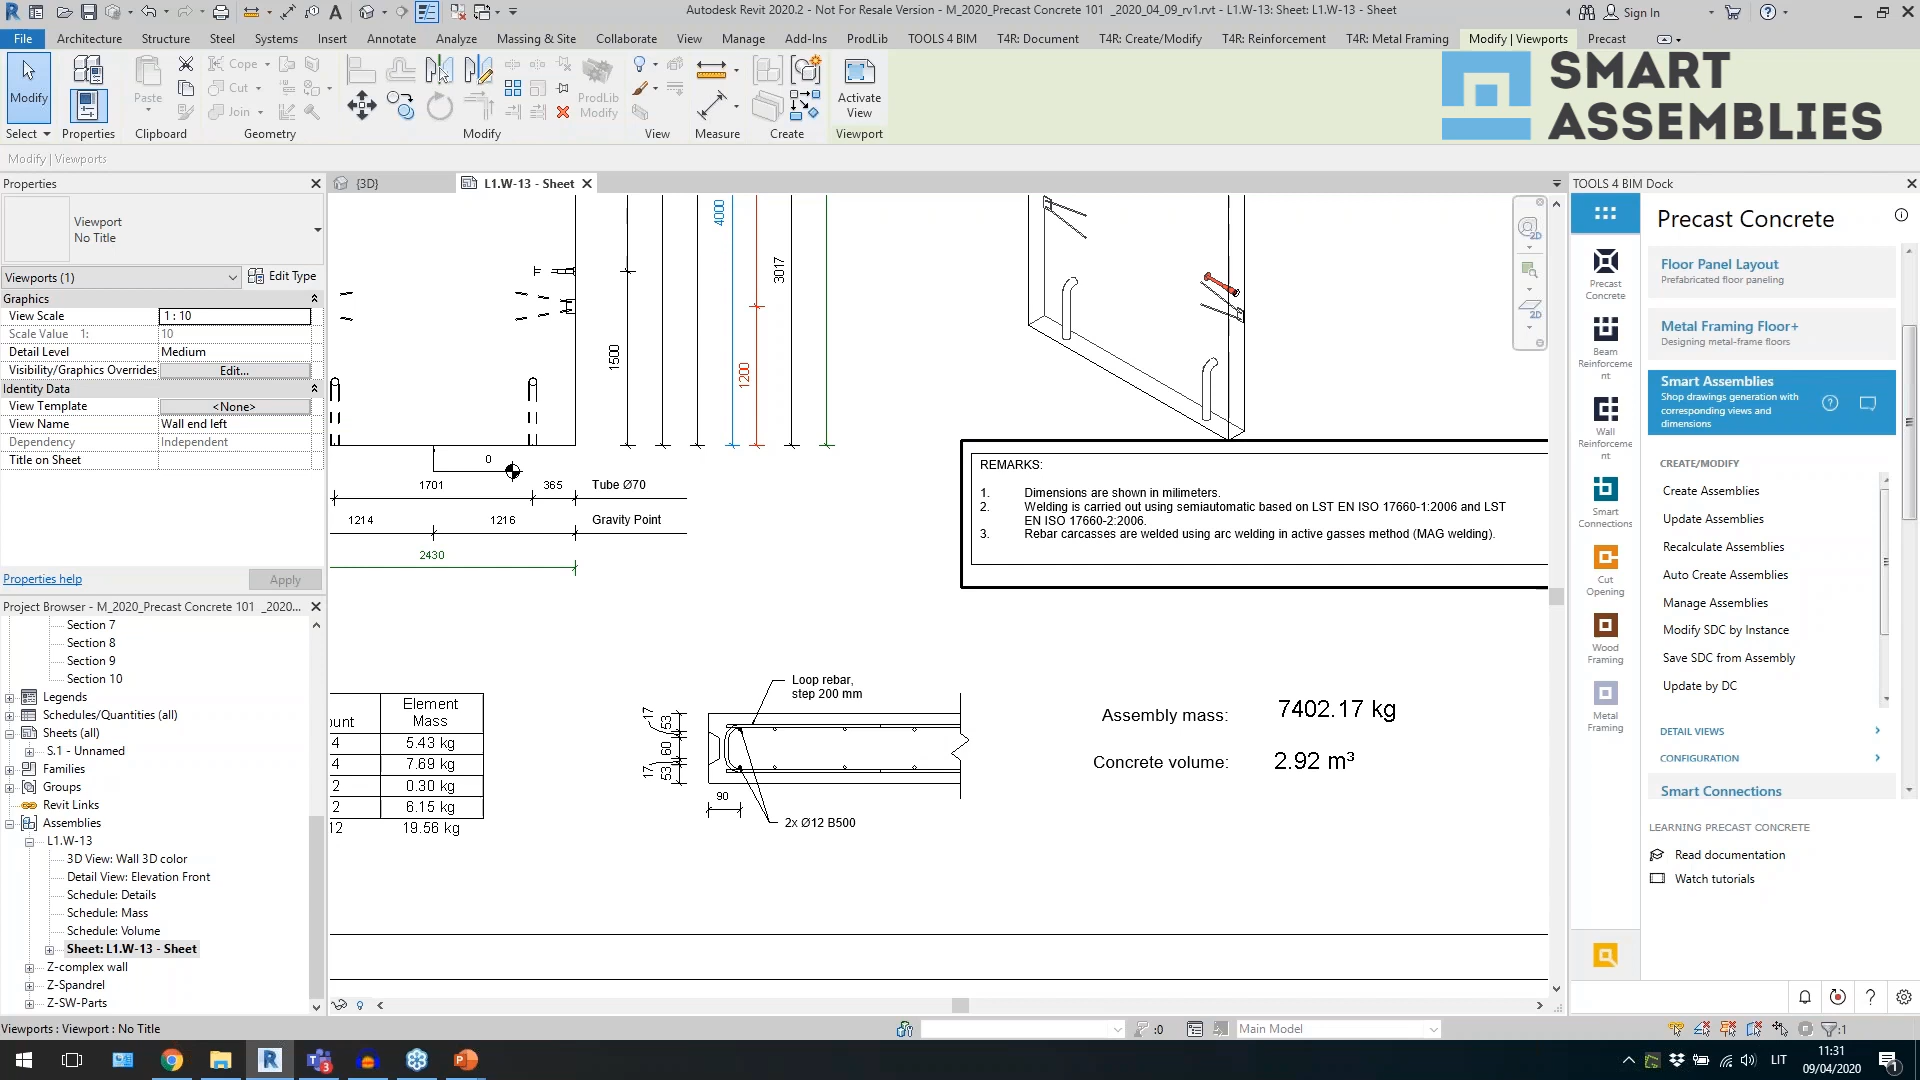 Autodesk Revit 2020.2 - Not For Resale Version - M_2020_Precast Concrete 101 _2020_04_09_rv1.rvt - L1.W-13: Sheet: L1.W-13 - Sheet
Sign In
File Architecture Structure Steel Systems Insert Annotate Analyze Massing & Site Collaborate View Manage Add-Ins ProdLib TOOLS 4 BIM T4R: Document T4R: Create/Modify T4R: Reinforcement T4R: Metal Framing Modify | Viewports Precast
Modify
Paste
Cope
Cut
Join
ProdLib
Modify
Activate
View
Select Properties Clipboard Geometry Modify View Measure Create Viewport
SMART
ASSEMBLIES
Modify | Viewports
Properties
{3D}
L1.W-13 - Sheet
TOOLS 4 BIM Dock
Viewport
No Title
Viewports (1)
Edit Type
Graphics
View Scale 1 : 10
Scale Value 1: 10
Detail Level Medium
Visibility/Graphics Overrides Edit...
Identity Data
View Template <None>
View Name Wall end left
Dependency Independent
Title on Sheet
Properties help
Apply
Project Browser - M_2020_Precast Concrete 101 _2020...
Section 7
Section 8
Section 9
Section 10
Legends
Schedules/Quantities (all)
Sheets (all)
S.1 - Unnamed
Families
Groups
Revit Links
Assemblies
L1.W-13
3D View: Wall 3D color
Detail View: Elevation Front
Schedule: Details
Schedule: Mass
Schedule: Volume
Sheet: L1.W-13 - Sheet
Z-complex wall
Z-Spandrel
Z-SW-Parts
4000
3017
1500
1200
0
1701
365
Tube Ø70
1214
1216
Gravity Point
2430
2D
2D
REMARKS:
1. Dimensions are shown in milimeters.
2. Welding is carried out using semiautomatic based on LST EN ISO 17660-1:2006 and LST
EN ISO 17660-2:2006.
3. Rebar carcasses are welded using arc welding in active gasses method (MAG welding).
Element
Mass
ount
4 5.43 kg
4 7.69 kg
2 0.30 kg
2 6.15 kg
12 19.56 kg
Loop rebar,
step 200 mm
17
53
60
17
53
90
2x Ø12 B500
Assembly mass: 7402.17 kg
Concrete volume: 2.92 m³
Precast Concrete
Precast
Concrete
Beam
Reinforceme
nt
Wall
Reinforceme
nt
Smart
Connections
Cut
Opening
Wood
Framing
Metal
Framing
Floor Panel Layout
Prefabricated floor paneling
Metal Framing Floor+
Designing metal-frame floors
Smart Assemblies
Shop drawings generation with
corresponding views and
dimensions
CREATE/MODIFY
Create Assemblies
Update Assemblies
Recalculate Assemblies
Auto Create Assemblies
Manage Assemblies
Modify SDC by Instance
Save SDC from Assembly
Update by DC
DETAIL VIEWS
CONFIGURATION
Smart Connections
LEARNING PRECAST CONCRETE
Read documentation
Watch tutorials
Viewports : Viewport : No Title
:0
Main Model
:1
3
LIT
11:31
09/04/2020
1